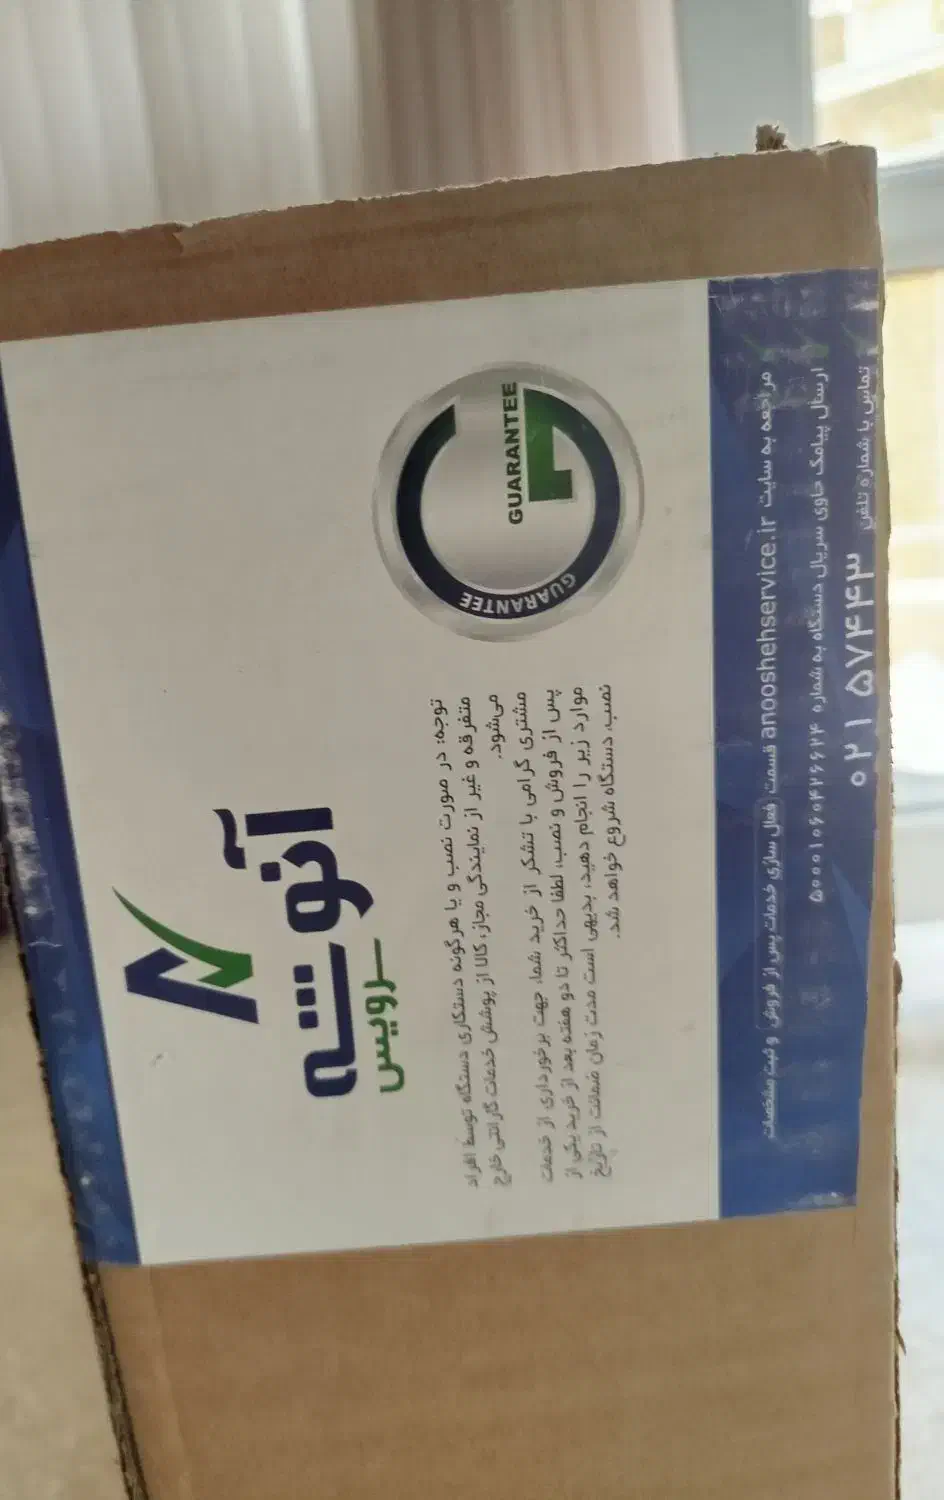 آنوشه
سرویس
GUARANTEE
GUARANTEE
توجه: در صورت نصب و یا هرگونه دستکاری دستگاه توسط افراد
متفرقه و غیر از نمایندگی مجاز، کالا از پوشش خدمات گارانتی خارج
می‌شود.
مشتری گرامی با تشکر از خرید شما، جهت برخورداری از خدمات
پس از فروش و نصب، لطفا حداکثر تا دو هفته بعد از خرید یکی از
موارد زیر را انجام دهید، بدیهی است مدت زمان ضمانت از تاریخ
نصب، دستگاه شروع خواهد شد.
مراجعه به سایت anooshehservice.ir قسمت فعال سازی خدمات پس از فروش و ثبت مشخصات
ارسال پیامک حاوی سریال دستگاه به شماره ۵۰۰۰۱۰۶۰۴۲۶۶۲۴
تماس با شماره تلفن ۰۲۱ ۵۷۴۴۳